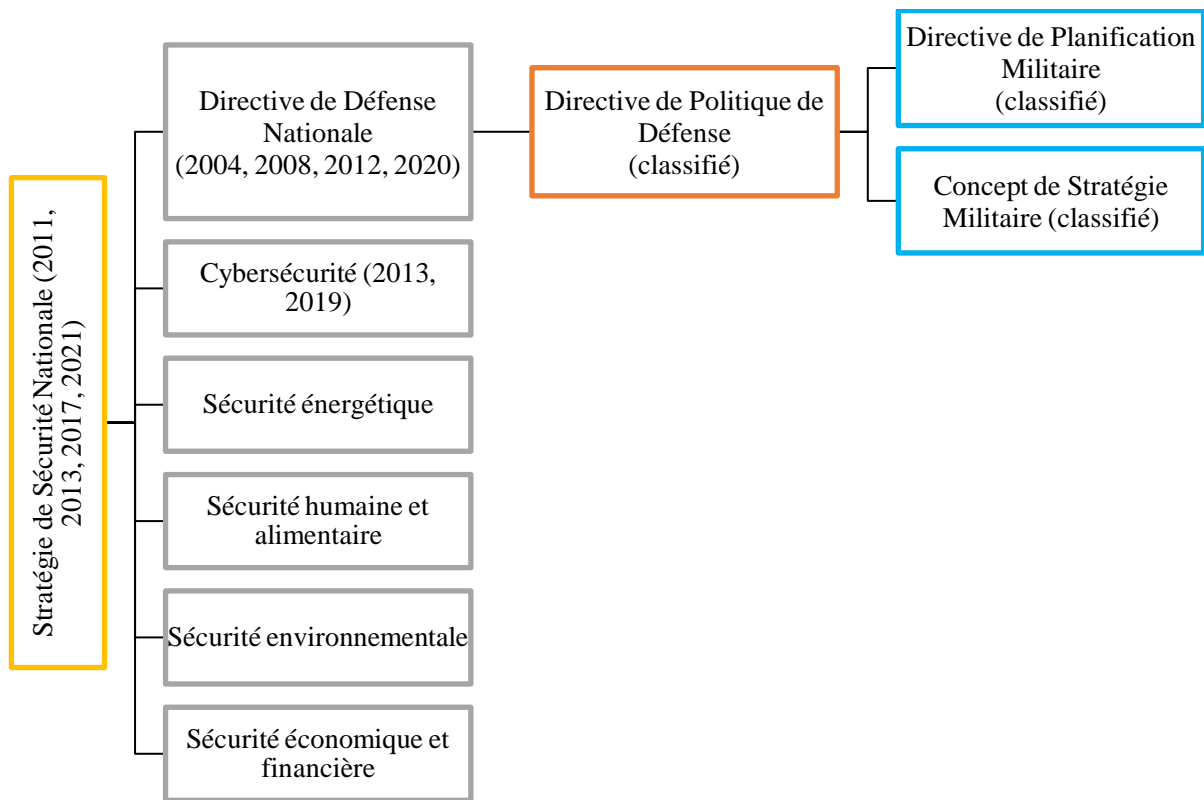 Stratégie de Sécurité Nationale (2011,
2013, 2017, 2021)
Directive de Défense
Nationale
(2004, 2008, 2012, 2020)
Cybersécurité (2013,
2019)
Sécurité énergétique
Sécurité humaine et
alimentaire
Sécurité environnementale
Sécurité économique et
financière
Directive de Politique de
Défense
(classifié)
Directive de Planification
Militaire
(classifié)
Concept de Stratégie
Militaire (classifié)